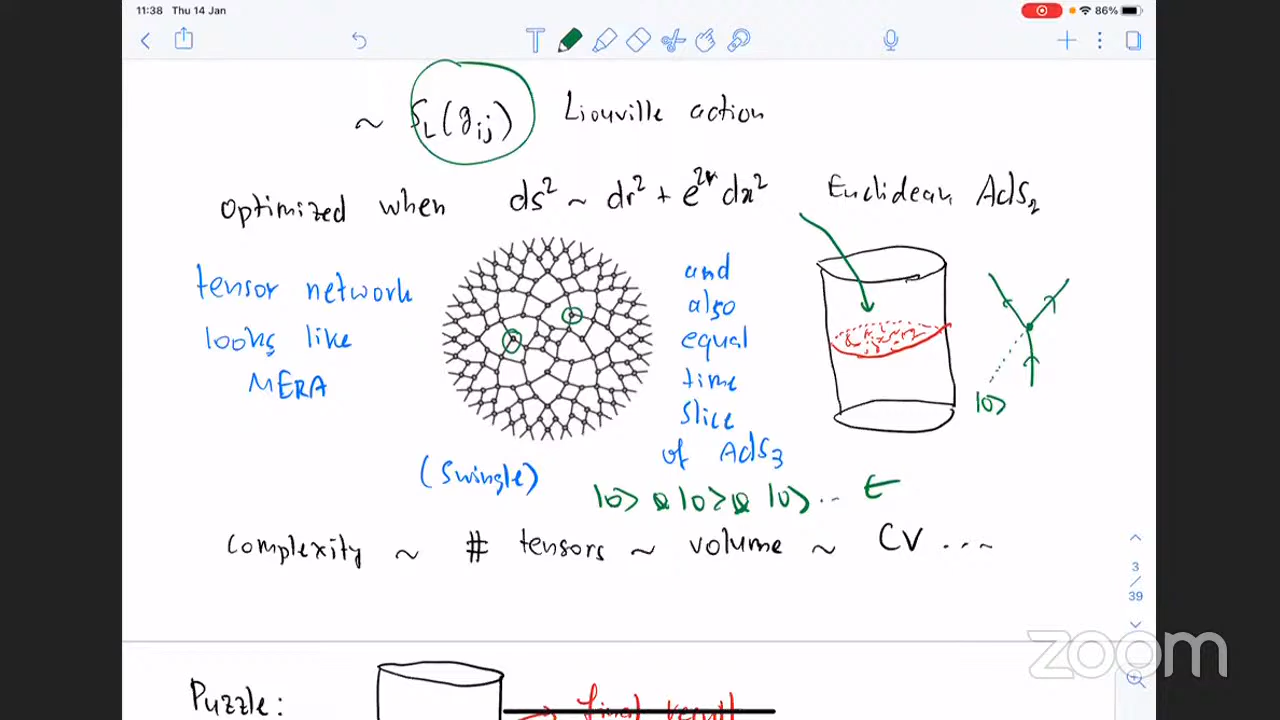 11:38 Thu 14 Jan
86%
T
~ S_L(g_ij) Liouville action
Optimized when ds² ~ dr² + e^{2r} dx² Euclidean AdS₂
tensor network
looks like
MERA
(Swingle)
and
also
equal
time
slice
of AdS₃
|0>
|0> ⊗ |0> ⊗ |0> ... ←
complexity ~ # tensors ~ volume ~ CV ...
3
/
39
zoom
Puzzle:
final result